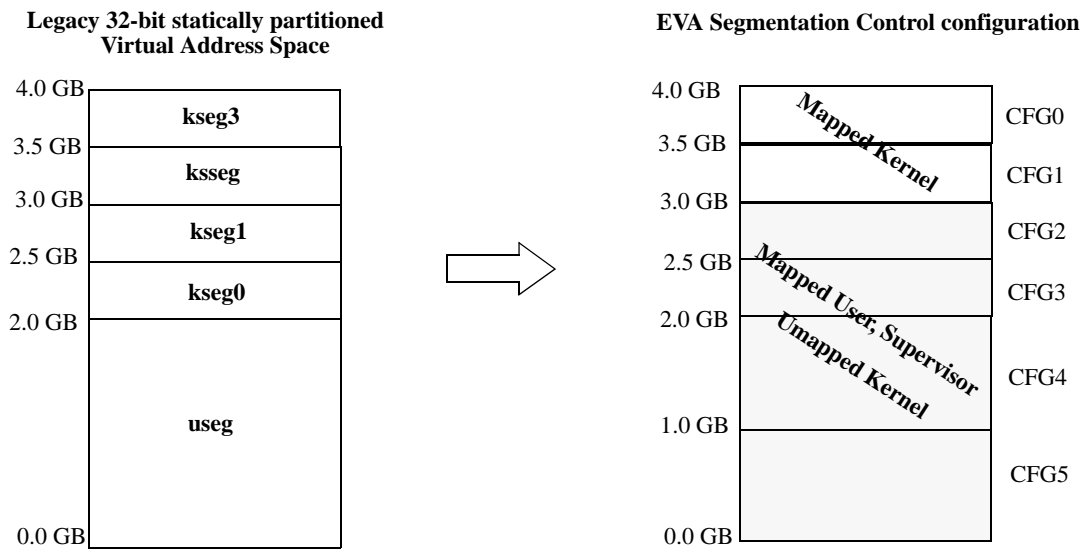 Legacy 32-bit statically partitioned
Virtual Address Space
4.0 GB
kseg3
3.5 GB
ksseg
3.0 GB
kseg1
2.5 GB
kseg0
2.0 GB
useg
0.0 GB
EVA Segmentation Control configuration
4.0 GB
Mapped Kernel
CFG0
3.5 GB
CFG1
3.0 GB
CFG2
2.5 GB
Mapped User, Supervisor
CFG3
2.0 GB
Umapped Kernel
CFG4
1.0 GB
CFG5
0.0 GB